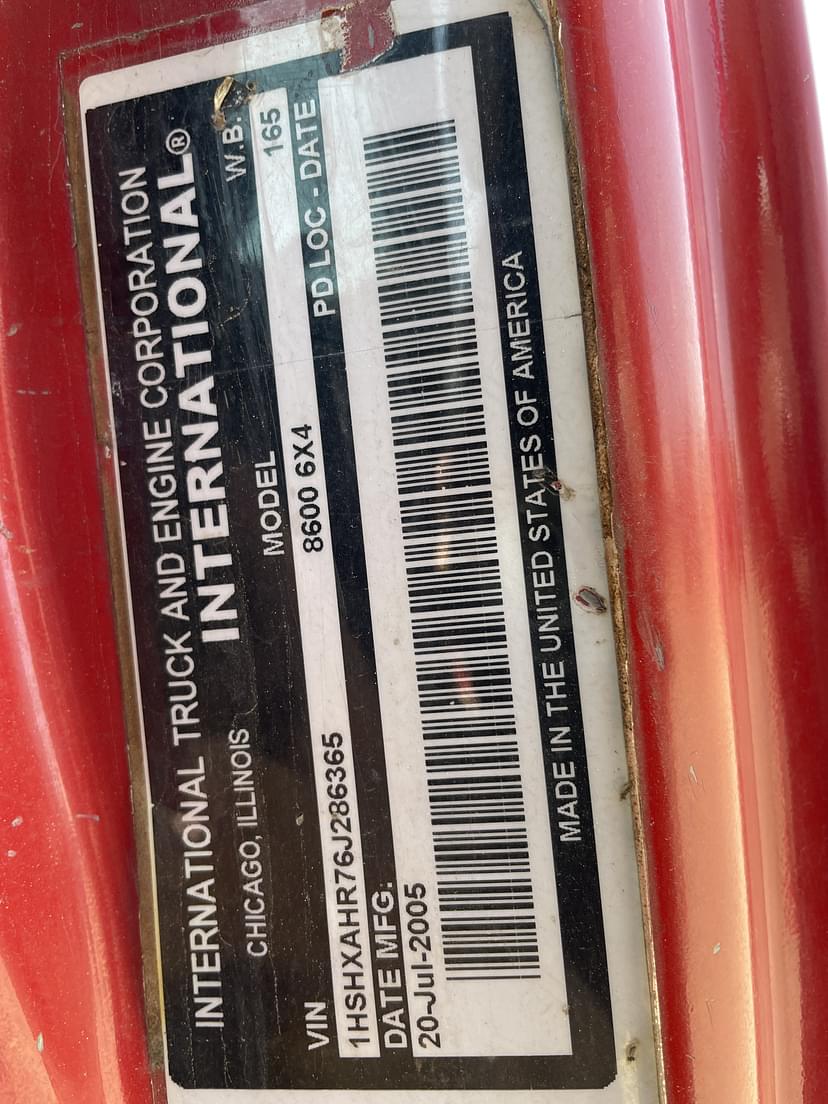 INTERNATIONAL TRUCK AND ENGINE CORPORATION
CHICAGO, ILLINOIS INTERNATIONAL®
VIN MODEL W.B.
1HSHXAHR76J286365 8600 6X4 165
DATE MFG: PD LOC - DATE
20-Jul-2005
MADE IN THE UNITED STATES OF AMERICA